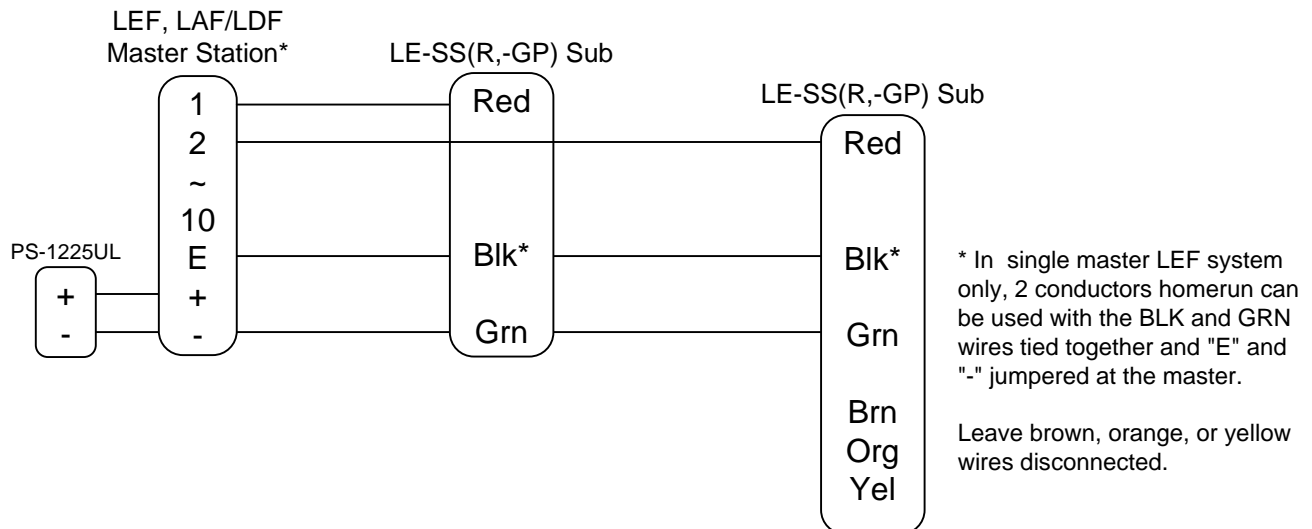 LEF, LAF/LDF
Master Station*
LE-SS(R,-GP) Sub
LE-SS(R,-GP) Sub
1
2
~
10
E
+
-
PS-1225UL
+
-
Red
Blk*
Grn
Red
Blk*
Grn
Brn
Org
Yel
* In single master LEF system
only, 2 conductors homerun can
be used with the BLK and GRN
wires tied together and "E" and
"-" jumpered at the master.
Leave brown, orange, or yellow
wires disconnected.